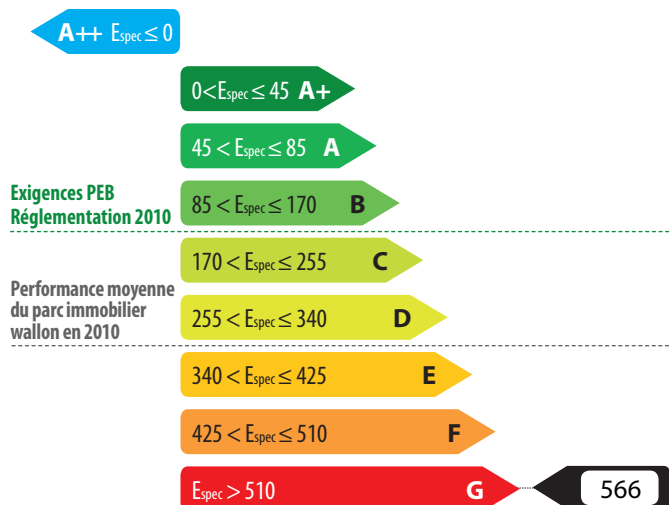 A++ Espec ≤ 0
0<Espec ≤ 45 A+
45 < Espec ≤ 85 A
Exigences PEB
Réglementation 2010
85 < Espec ≤ 170 B
170 < Espec ≤ 255 C
Performance moyenne
du parc immobilier
wallon en 2010
255 < Espec ≤ 340 D
340 < Espec ≤ 425 E
425 < Espec ≤ 510 F
Espec > 510 G 566